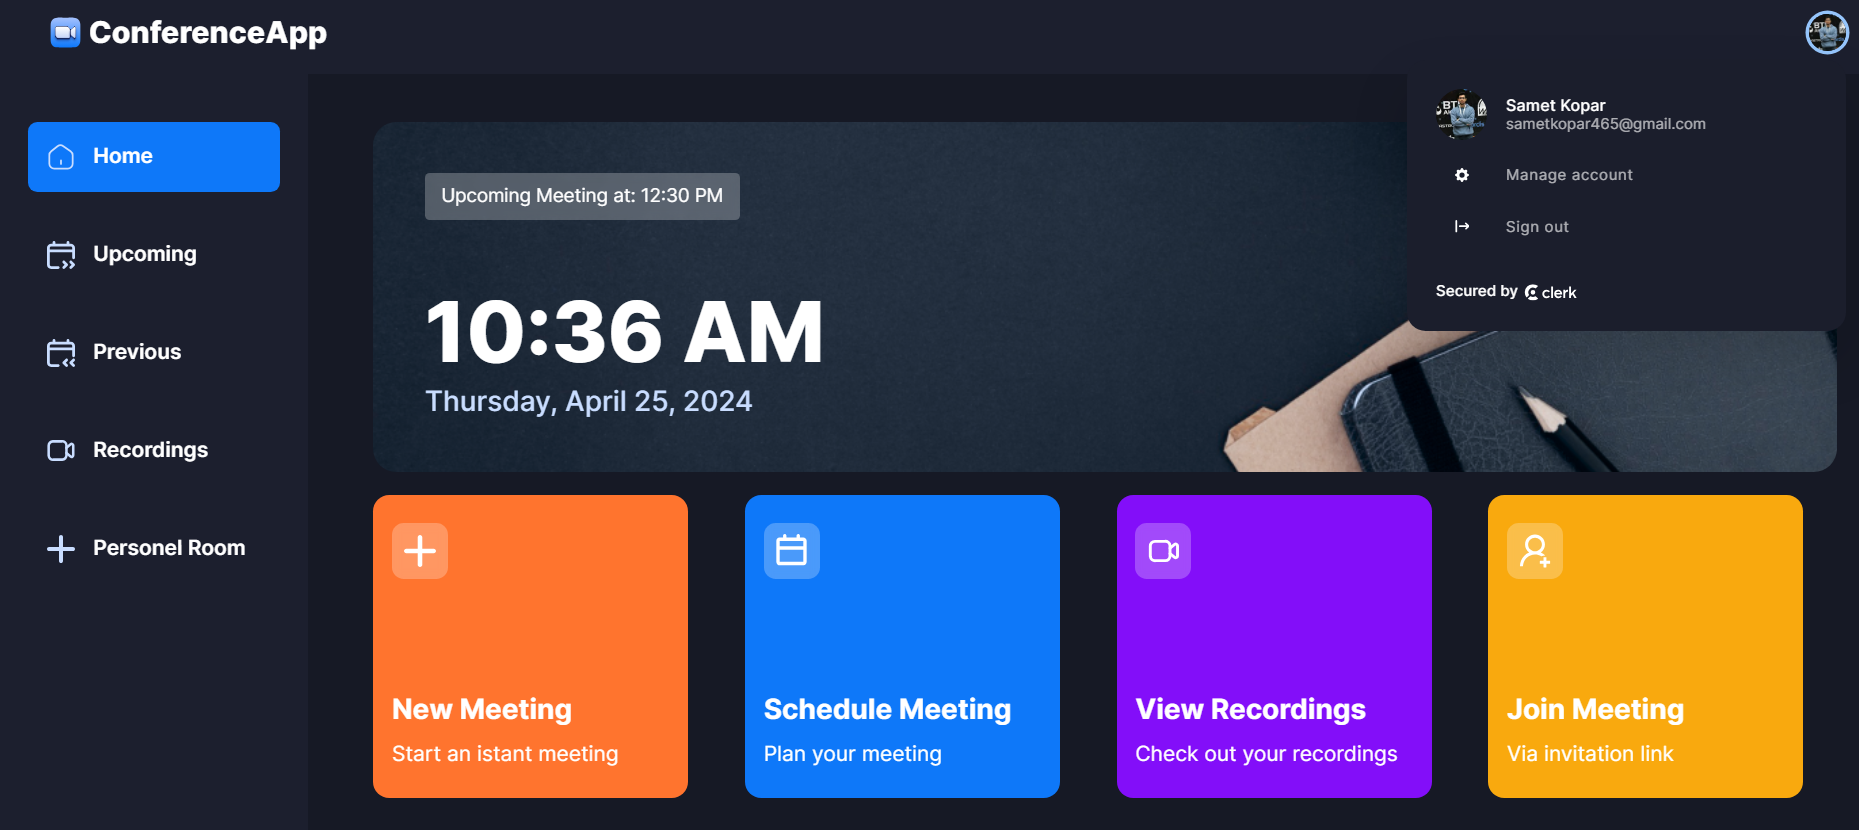 ConferenceApp
Samet Kopar
sametkopar465@gmail.com
Manage account
Sign out
Secured by clerk
Home
Upcoming
Previous
Recordings
Personel Room
Upcoming Meeting at: 12:30 PM
10:36 AM
Thursday, April 25, 2024
New Meeting
Start an istant meeting
Schedule Meeting
Plan your meeting
View Recordings
Check out your recordings
Join Meeting
Via invitation link